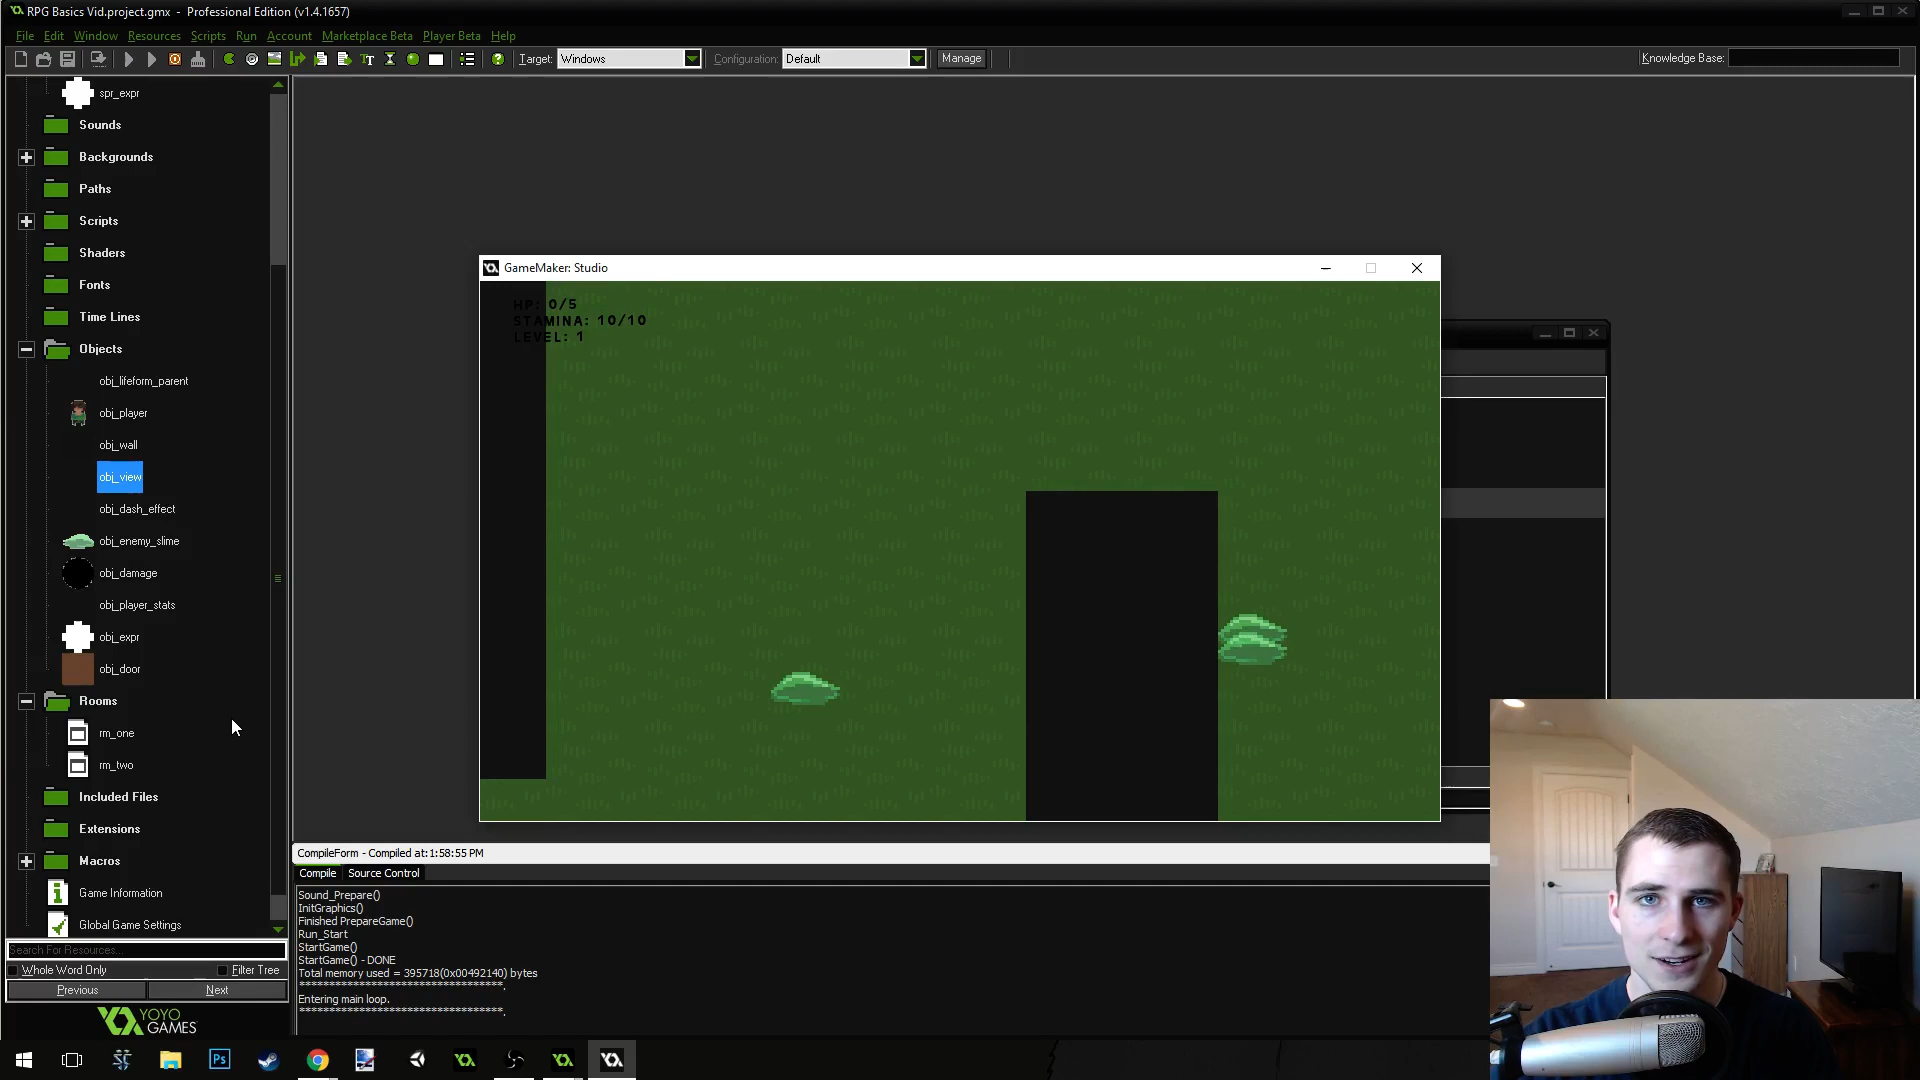 RPG Basics Vid.project.gmx - Professional Edition (v1.4.1657)
File Edit Window Resources Scripts Run Account Marketplace Beta Player Beta Help
Target: Windows Configuration: Default Manage Knowledge Base:
spr_expr
Sounds
Backgrounds
Paths
Scripts
Shaders
Fonts
Time Lines
Objects
obj_lifeform_parent
obj_player
obj_wall
obj_view
obj_dash_effect
obj_enemy_slime
obj_damage
obj_player_stats
obj_expr
obj_door
Rooms
rm_one
rm_two
Included Files
Extensions
Macros
Game Information
Global Game Settings
Search For Resources...
Whole Word Only Filter Tree
Previous Next
YOYO
GAMES
GameMaker: Studio
HP: 0/5
STAMINA: 10/10
LEVEL: 1
CompileForm - Compiled at:1:58:55 PM
Compile Source Control
Sound_Prepare()
InitGraphics()
Finished PrepareGame()
Run_Start
StartGame()
StartGame() - DONE
Total memory used = 395718(0x00492140) bytes
**********************************.
Entering main loop.
**********************************.
Ps